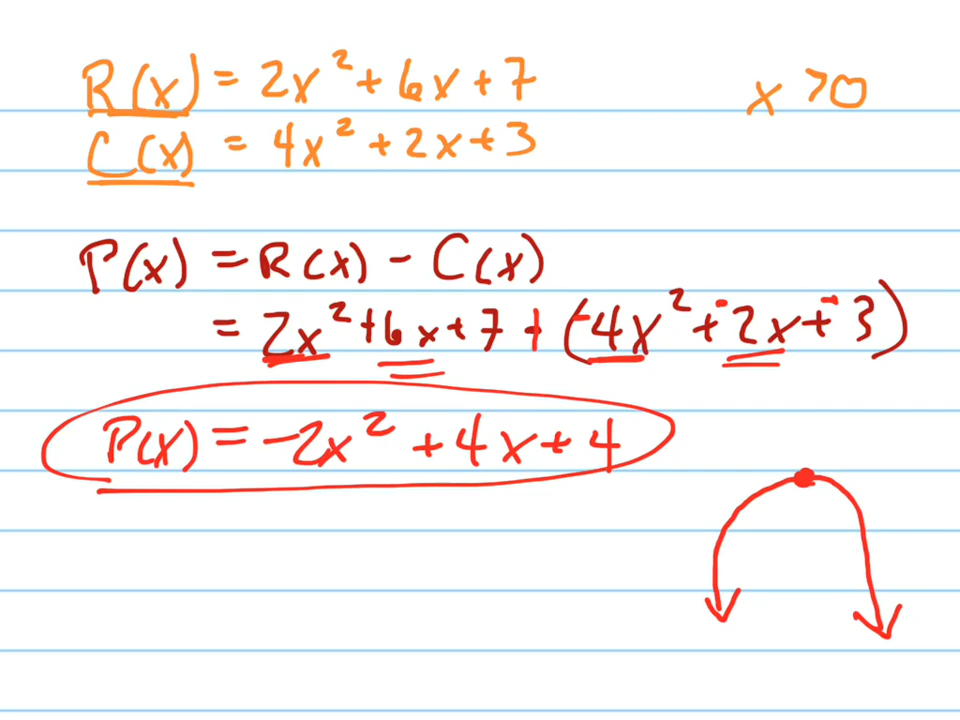 R(x) = 2x² + 6x + 7
x > 0
C(x) = 4x² + 2x + 3
P(x) = R(x) - C(x)
= 2x² + 6x + 7 + (-4x² - 2x - 3)
P(x) = -2x² + 4x + 4